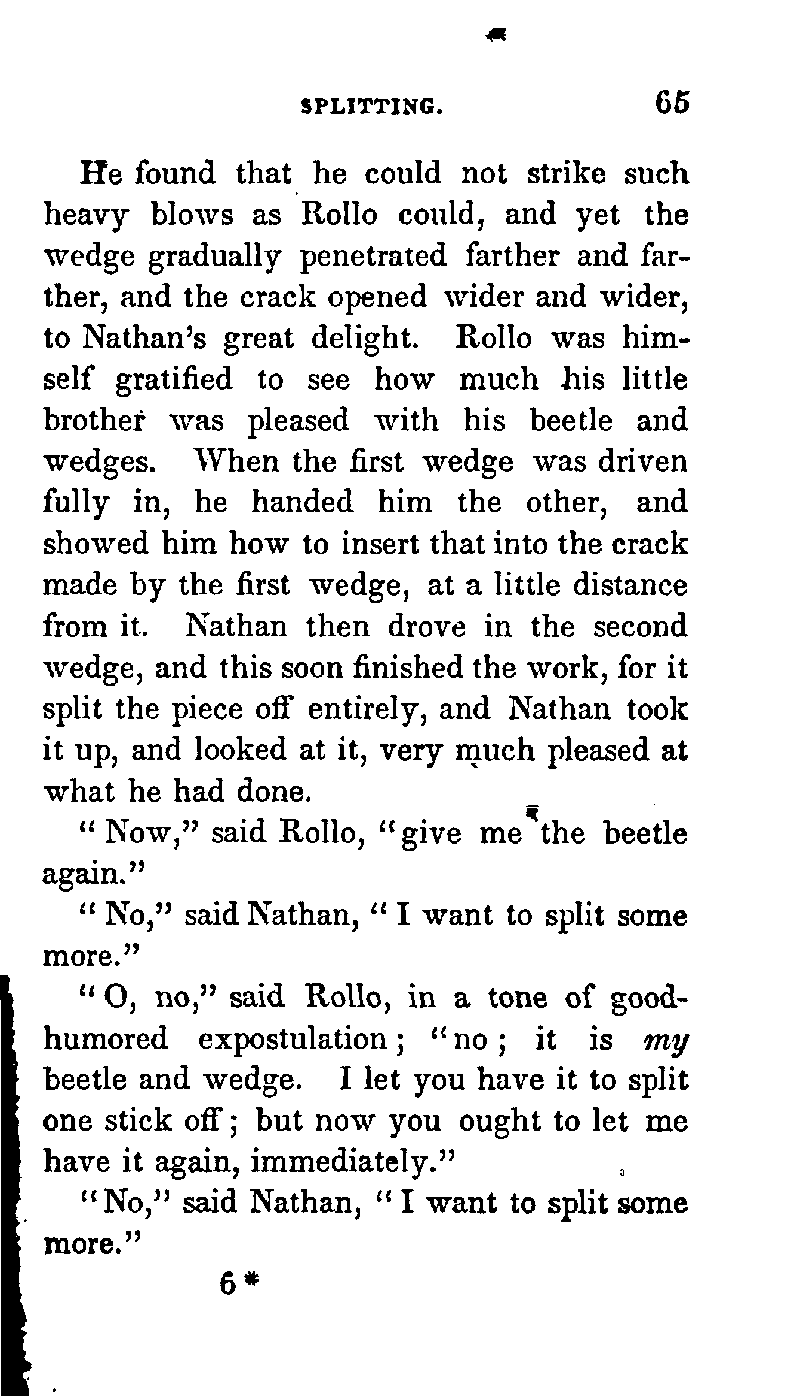 SPLITTING. 65
He found that he could not strike such
heavy blows as Rollo could, and yet the
wedge gradually penetrated farther and far-
ther, and the crack opened wider and wider,
to Nathan's great delight. Rollo was him-
self gratified to see how much his little
brother was pleased with his beetle and
wedges. When the first wedge was driven
fully in, he handed him the other, and
showed him how to insert that into the crack
made by the first wedge, at a little distance
from it. Nathan then drove in the second
wedge, and this soon finished the work, for it
split the piece off entirely, and Nathan took
it up, and looked at it, very much pleased at
what he had done.
“Now,” said Rollo, “give me the beetle
again.”
“No,” said Nathan, “I want to split some
more.”
“O, no,” said Rollo, in a tone of good-
humored expostulation; “no; it is my
beetle and wedge. I let you have it to split
one stick off; but now you ought to let me
have it again, immediately.”
“No,” said Nathan, “I want to split some
more.”
6*